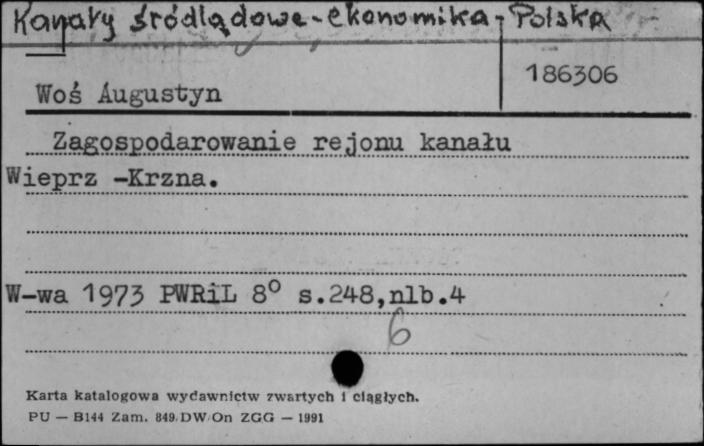 Kanały śródlądowe - ekonomika - Polska
186306
Woś Augustyn
Zagospodarowanie rejonu kanału
Wieprz -Krzna.
W-wa 1973 PWRiL 8° s.248,nlb.4
6
Karta katalogowa wydawnictw zwartych i ciągłych.
PU — B144 Zam. 849/DW/On ZGG — 1991